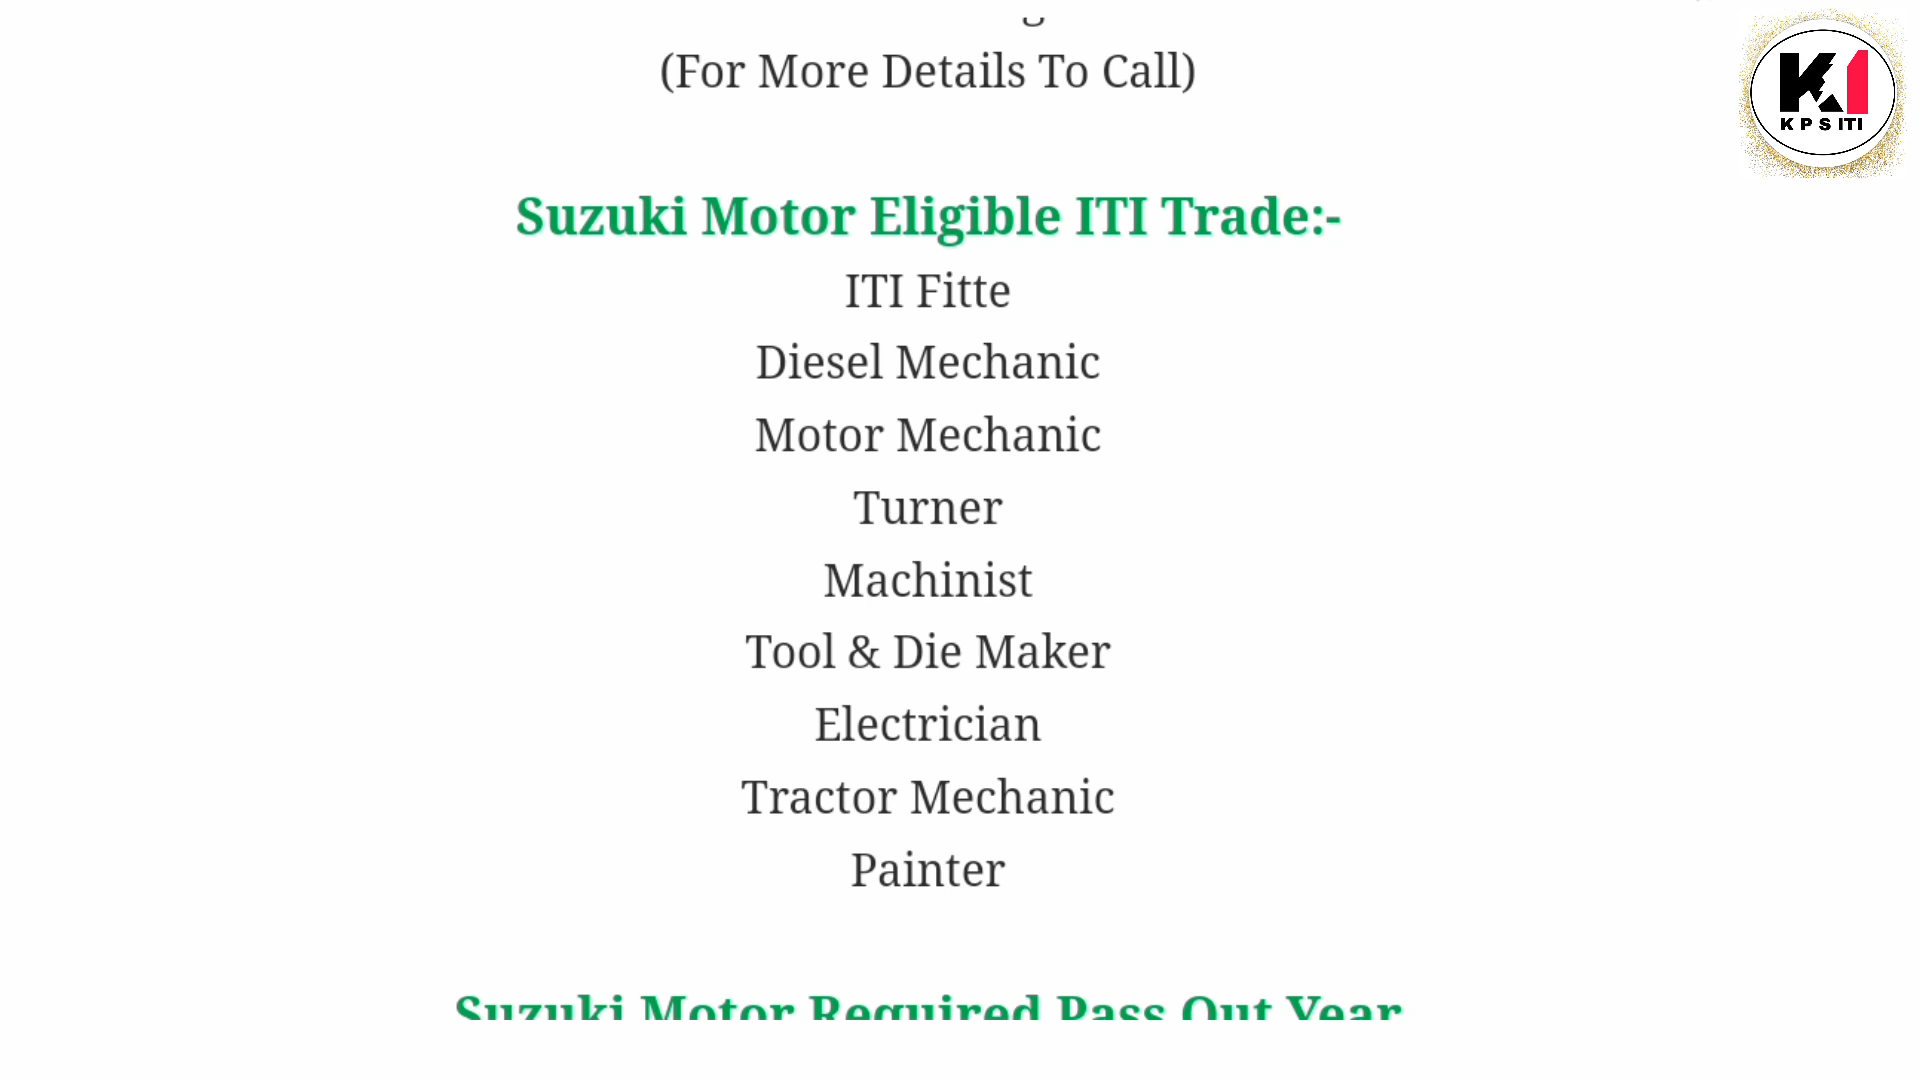 (For More Details To Call)
K P S ITI
Suzuki Motor Eligible ITI Trade:-
ITI Fitte
Diesel Mechanic
Motor Mechanic
Turner
Machinist
Tool & Die Maker
Electrician
Tractor Mechanic
Painter
Suzuki Motor Required Pass Out Year